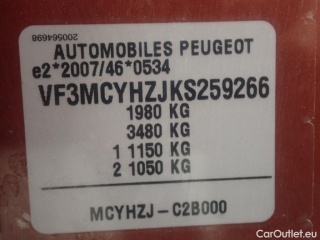 200564698
AUTOMOBILES PEUGEOT
e2*2007/46*0534
VF3MCYHZJKS259266
1980 KG
3480 KG
1 1150 KG
2 1050 KG
MCYHZJ-C2B000
CarOutlet.eu